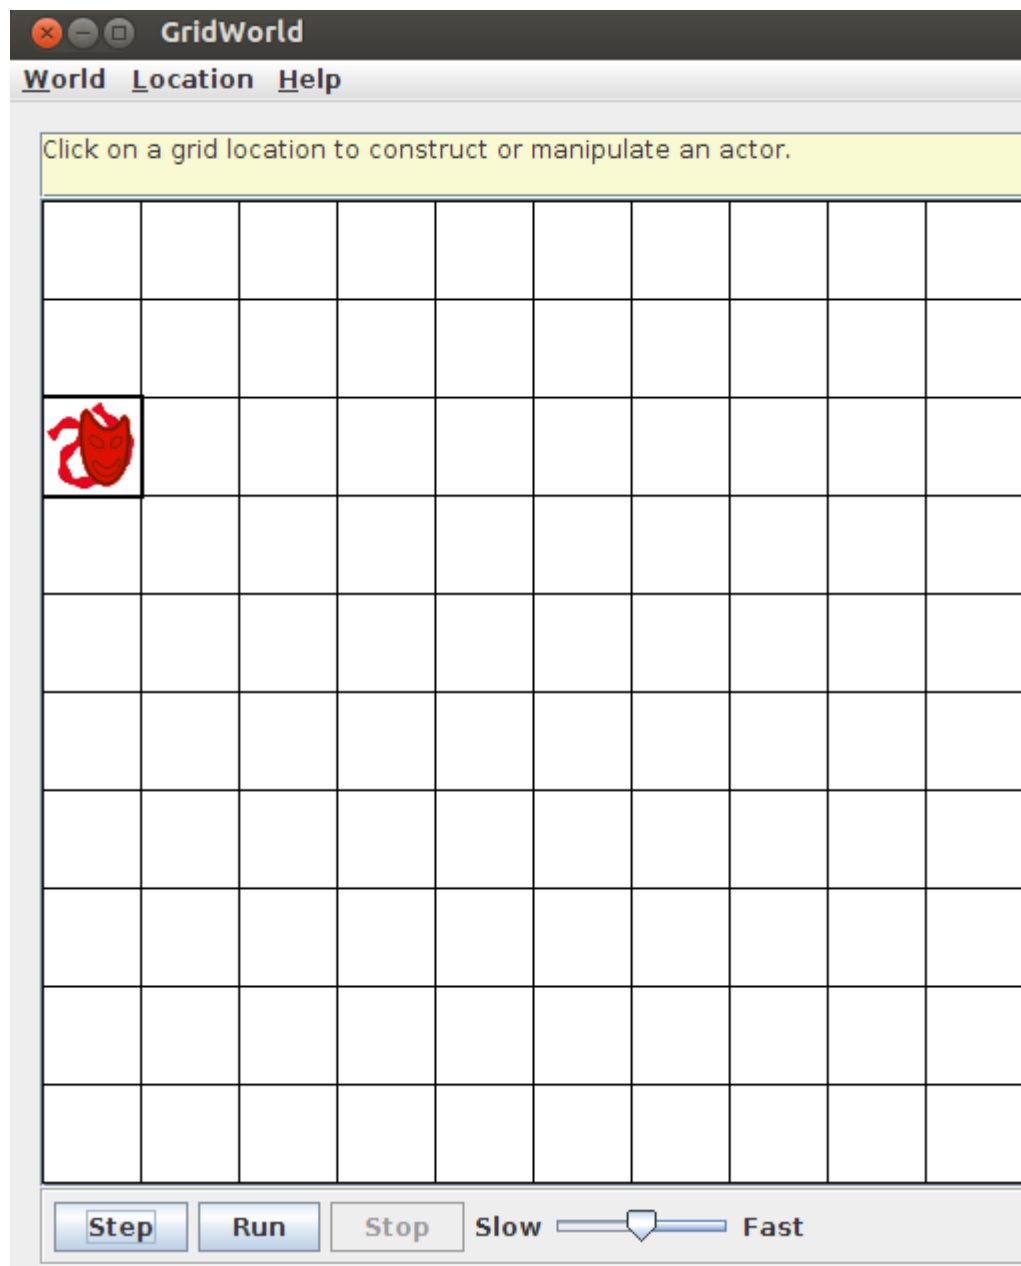 GridWorld
World Location Help
Click on a grid location to construct or manipulate an actor.
Step Run Stop Slow Fast